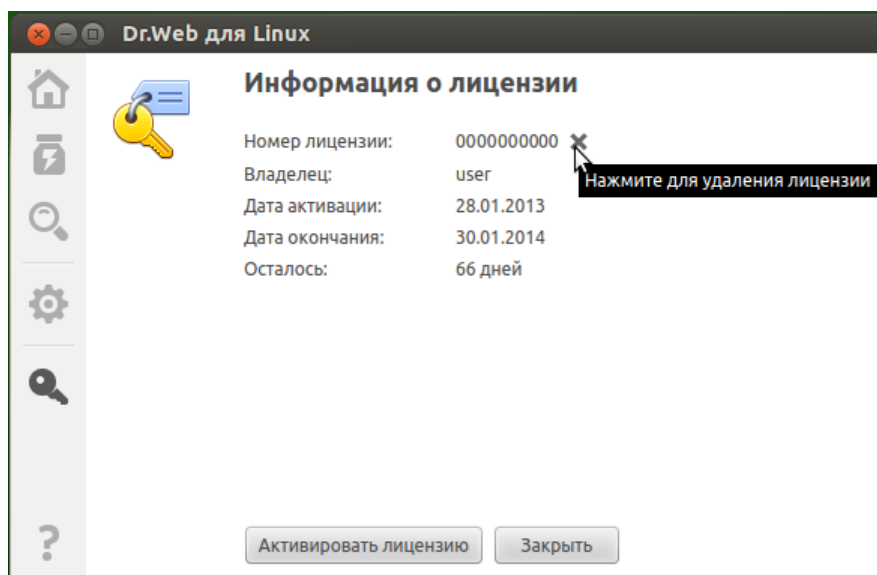 Dr.Web для Linux
Информация о лицензии
Номер лицензии: 0000000000
Нажмите для удаления лицензии
Владелец: user
Дата активации: 28.01.2013
Дата окончания: 30.01.2014
Осталось: 66 дней
Активировать лицензию Закрыть